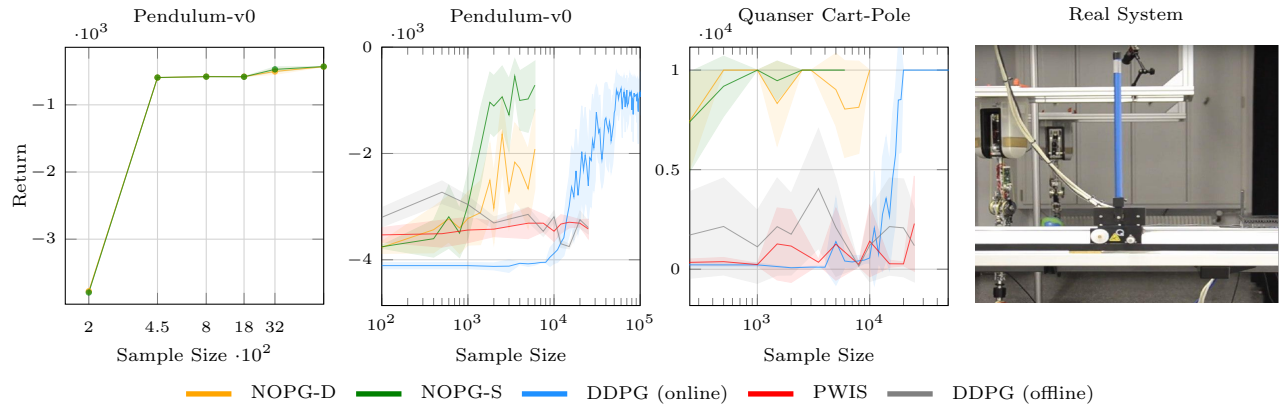 Pendulum-v0
Pendulum-v0
Quanser Cart-Pole
Real System
·10³
−1
−2
−3
Return
2
4.5
8
18
32
Sample Size ·10²
·10³
0
−2
−4
10²
10³
10⁴
10⁵
Sample Size
·10⁴
1
0.5
0
10³
10⁴
Sample Size
NOPG-D
NOPG-S
DDPG (online)
PWIS
DDPG (offline)